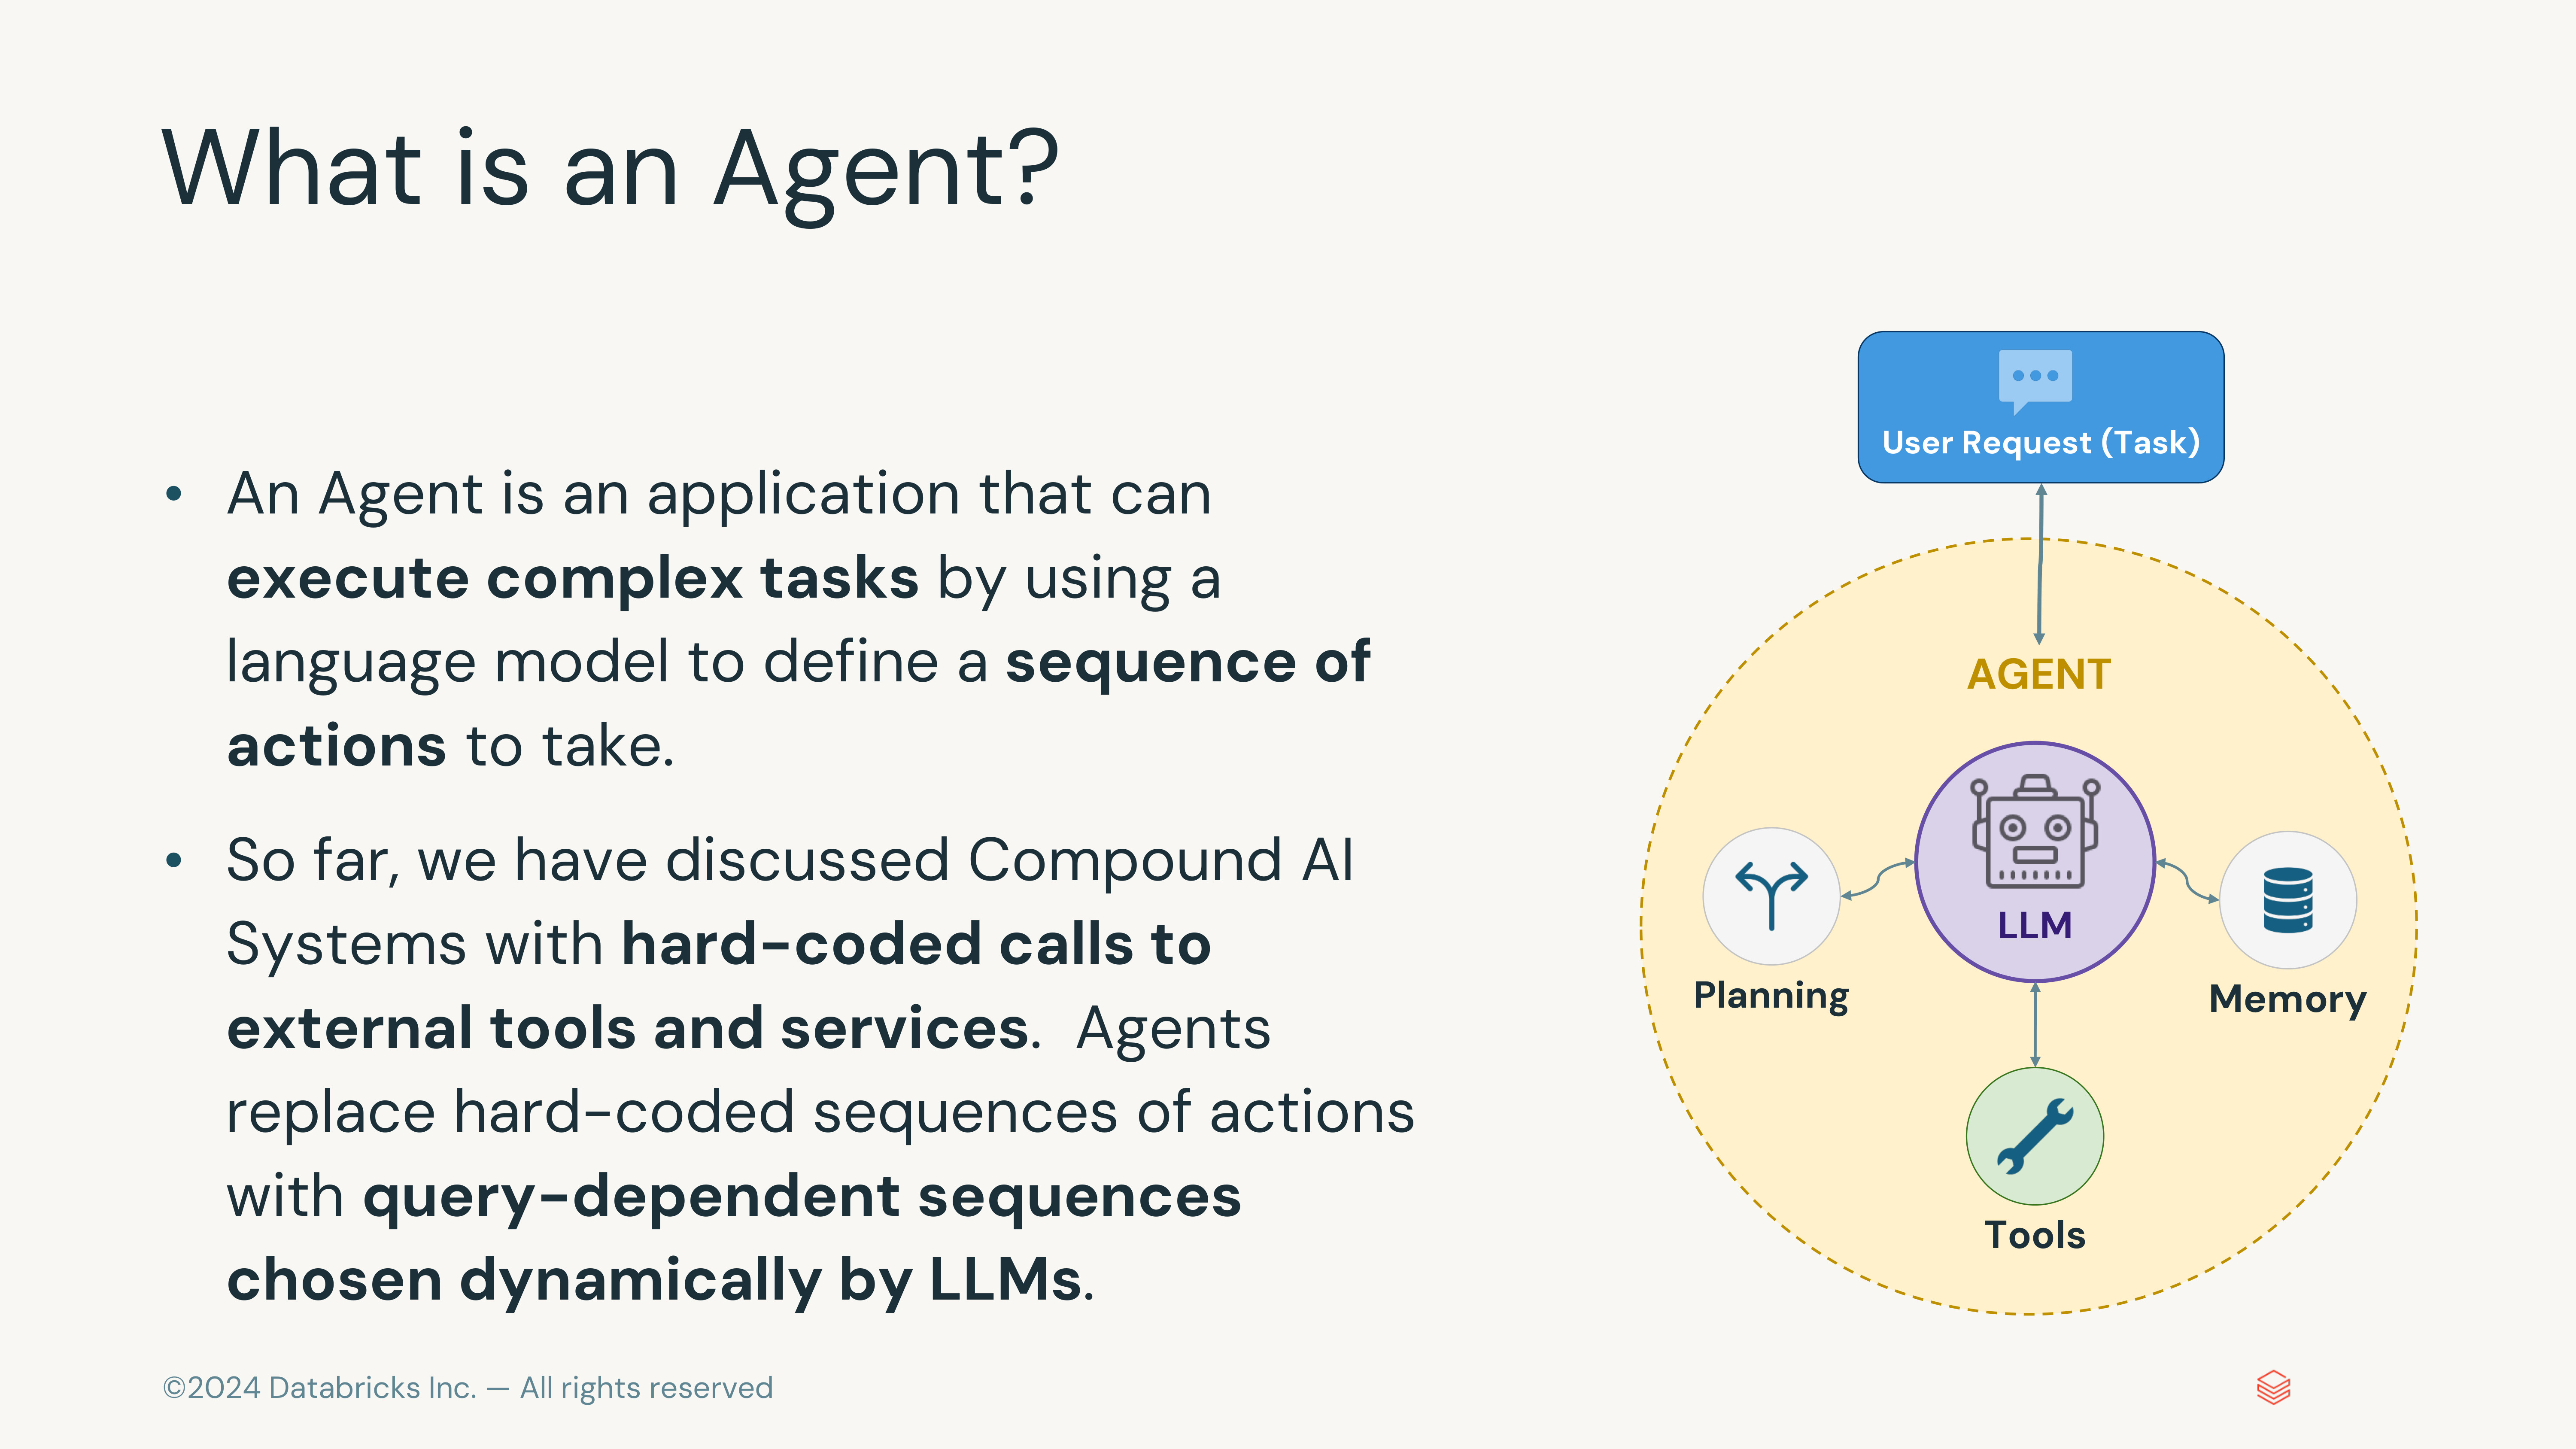 What is an Agent?
• An Agent is an application that can
execute complex tasks by using a
language model to define a sequence of
actions to take.
• So far, we have discussed Compound AI
Systems with hard-coded calls to
external tools and services.  Agents
replace hard-coded sequences of actions
with query-dependent sequences
chosen dynamically by LLMs.
User Request (Task)
AGENT
LLM
Planning
Memory
Tools
©2024 Databricks Inc. — All rights reserved